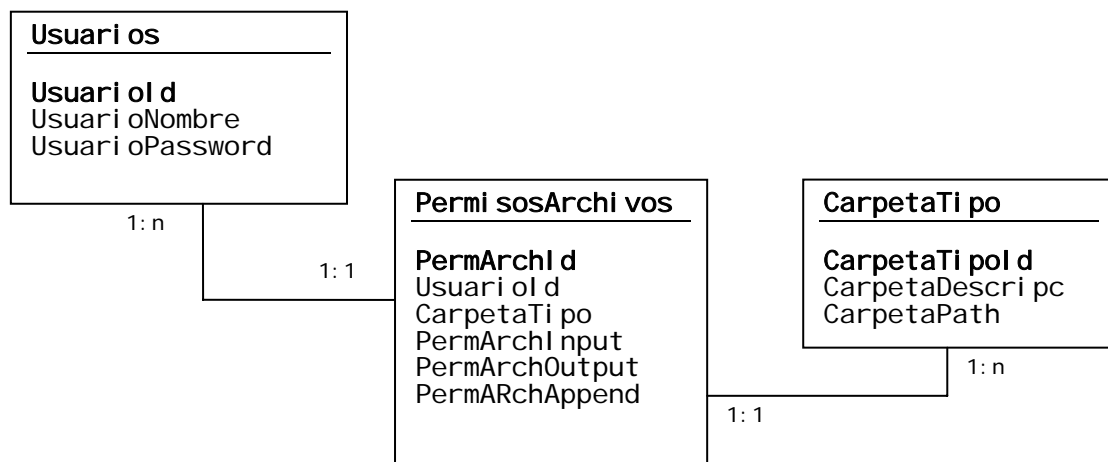 Usuarios
UsuarioId
UsuarioNombre
UsuarioPassword
1:n
1:1
PermisosArchivos
PermArchId
UsuarioId
CarpetaTipo
PermArchInput
PermArchOutput
PermARchAppend
CarpetaTipo
CarpetaTipoId
CarpetaDescripc
CarpetaPath
1:n
1:1